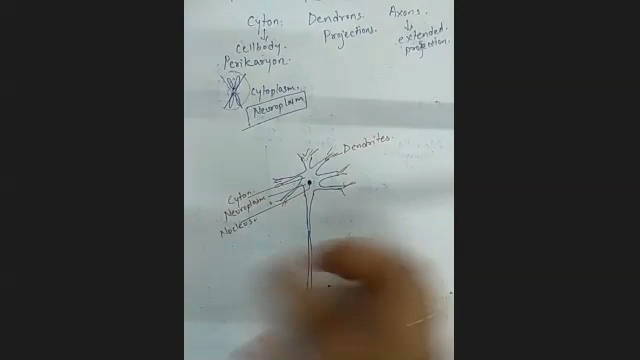 Cyton: Dendrons Axons.
Projections. extended projection.
Cellbody.
Perikaryon.
Cytoplasm.
Neuroplasm
Dendrites.
Cyton.
Neuroplasm
Nucleus.